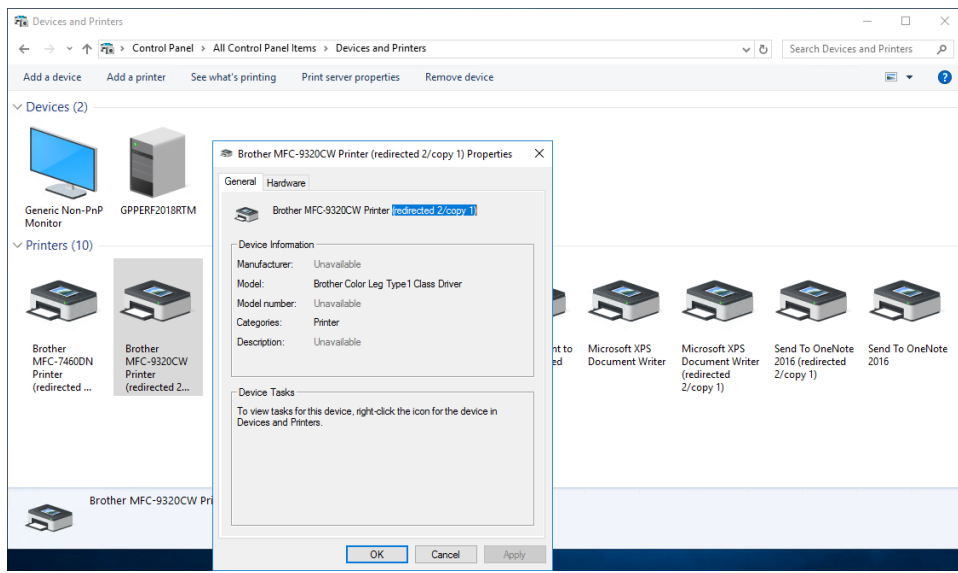 Devices and Printers
Control Panel > All Control Panel Items > Devices and Printers
Search Devices and Printers
Add a device Add a printer See what's printing Print server properties Remove device
Devices (2)
Generic Non-PnP
Monitor
GPPERF2018RTM
Printers (10)
Brother
MFC-7460DN
Printer
(redirected ...
Brother
MFC-9320CW
Printer
(redirected 2...
Brother MFC-9320CW Printer (redirected 2/copy 1) Properties
General Hardware
Brother MFC-9320CW Printer (redirected 2/copy 1)
Device Information
Manufacturer: Unavailable
Model: Brother Color Leg Type1 Class Driver
Model number: Unavailable
Categories: Printer
Description: Unavailable
Device Tasks
To view tasks for this device, right-click the icon for the device in
Devices and Printers.
OK Cancel Apply
nt to
ed
Microsoft XPS
Document Writer
Microsoft XPS
Document Writer
(redirected
2/copy 1)
Send To OneNote
2016 (redirected
2/copy 1)
Send To OneNote
2016
Brother MFC-9320CW Pri